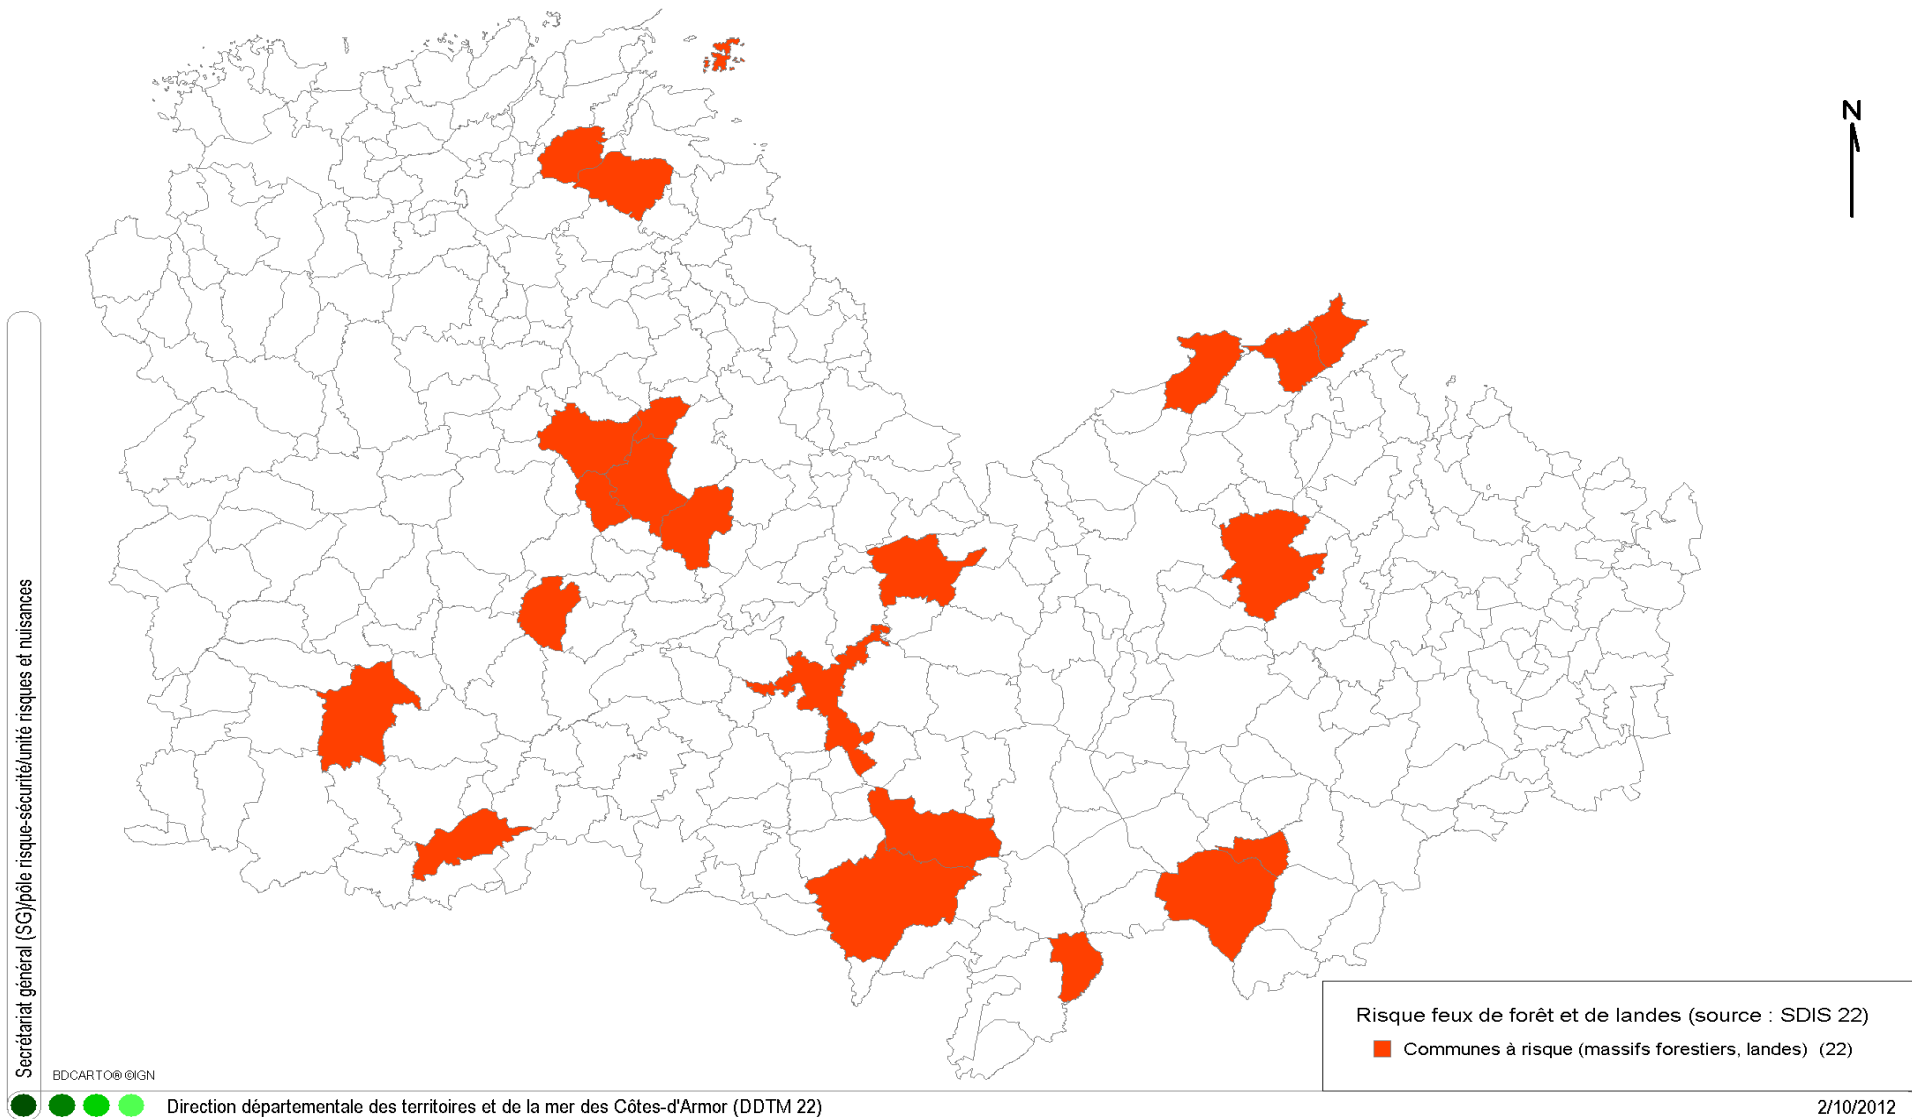 N
Secrétariat général (SG)/pôle risque-sécurité/unité risques et nuisances
Risque feux de forêt et de landes (source : SDIS 22)
Communes à risque (massifs forestiers, landes) (22)
BDCARTO® ©IGN
Direction départementale des territoires et de la mer des Côtes-d'Armor (DDTM 22)
2/10/2012